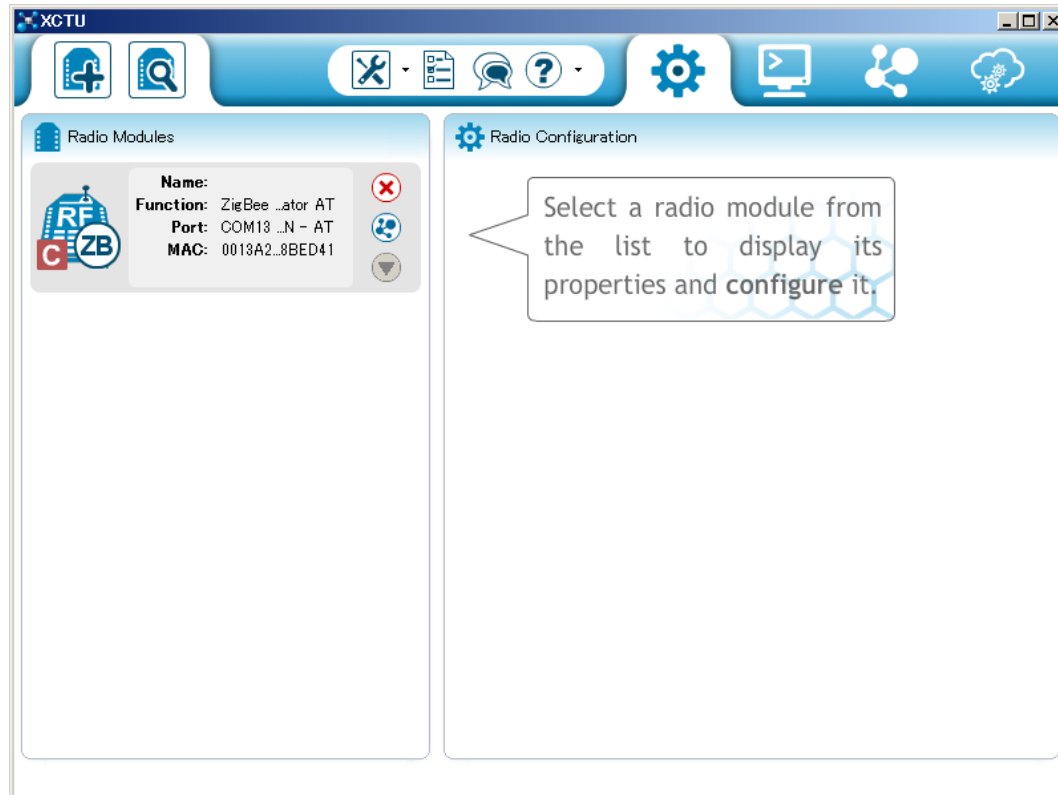 XCTU
Radio Modules
Name:
Function: ZigBee ...ator AT
Port: COM13 ...N - AT
MAC: 0013A2...8BED41
RF
C ZB
Radio Configuration
Select a radio module from
the list to display its
properties and configure it.